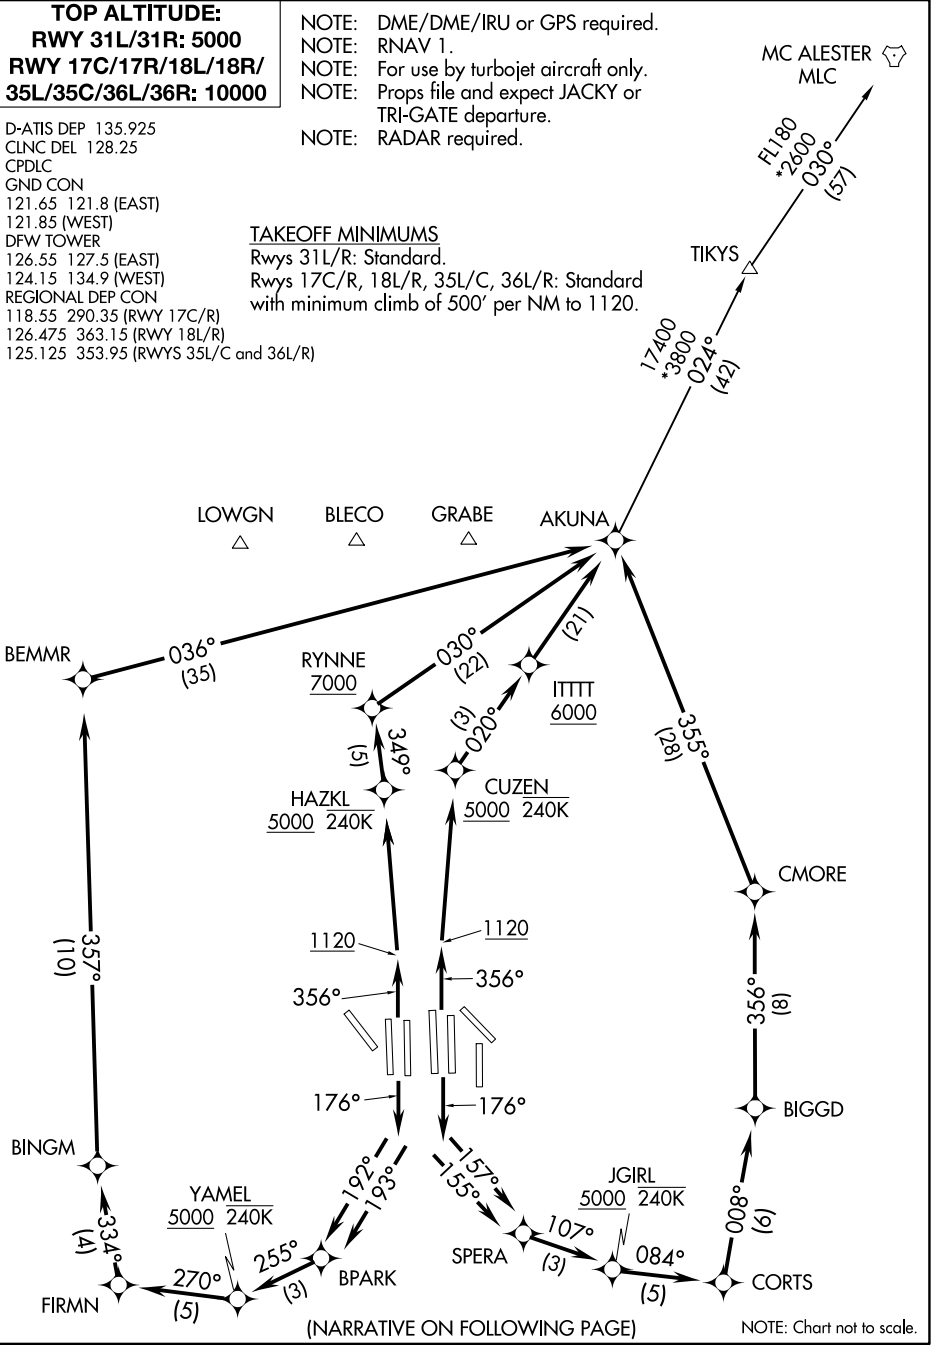 TOP ALTITUDE:
RWY 31L/31R: 5000
RWY 17C/17R/18L/18R/
35L/35C/36L/36R: 10000
NOTE: DME/DME/IRU or GPS required.
NOTE: RNAV 1.
NOTE: For use by turbojet aircraft only.
NOTE: Props file and expect JACKY or
TRI-GATE departure.
NOTE: RADAR required.
MC ALESTER
MLC
D-ATIS DEP 135.925
CLNC DEL 128.25
CPDLC
GND CON
121.65 121.8 (EAST)
121.85 (WEST)
DFW TOWER
126.55 127.5 (EAST)
124.15 134.9 (WEST)
REGIONAL DEP CON
118.55 290.35 (RWY 17C/R)
126.475 363.15 (RWY 18L/R)
125.125 353.95 (RWYS 35L/C and 36L/R)
TAKEOFF MINIMUMS
Rwys 31L/R: Standard.
Rwys 17C/R, 18L/R, 35L/C, 36L/R: Standard
with minimum climb of 500' per NM to 1120.
FL180
*2600
030°
(57)
TIKYS
17400
*3800
024°
(42)
LOWGN
BLECO
GRABE
AKUNA
BEMMR
036°
(35)
RYNNE
7000
030°
(22)
(21)
ITTTT
6000
(3)
020°
349°
(5)
355°
(28)
HAZKL
5000 240K
CUZEN
5000 240K
CMORE
357°
(10)
1120
1120
356°
356°
356°
(8)
176°
176°
BIGGD
BINGM
192°
193°
157°
155°
YAMEL
5000 240K
JGIRL
5000 240K
008°
(6)
334°
(4)
255°
(3)
BPARK
SPERA
107°
(3)
084°
(5)
CORTS
270°
(5)
FIRMN
(NARRATIVE ON FOLLOWING PAGE)
NOTE: Chart not to scale.